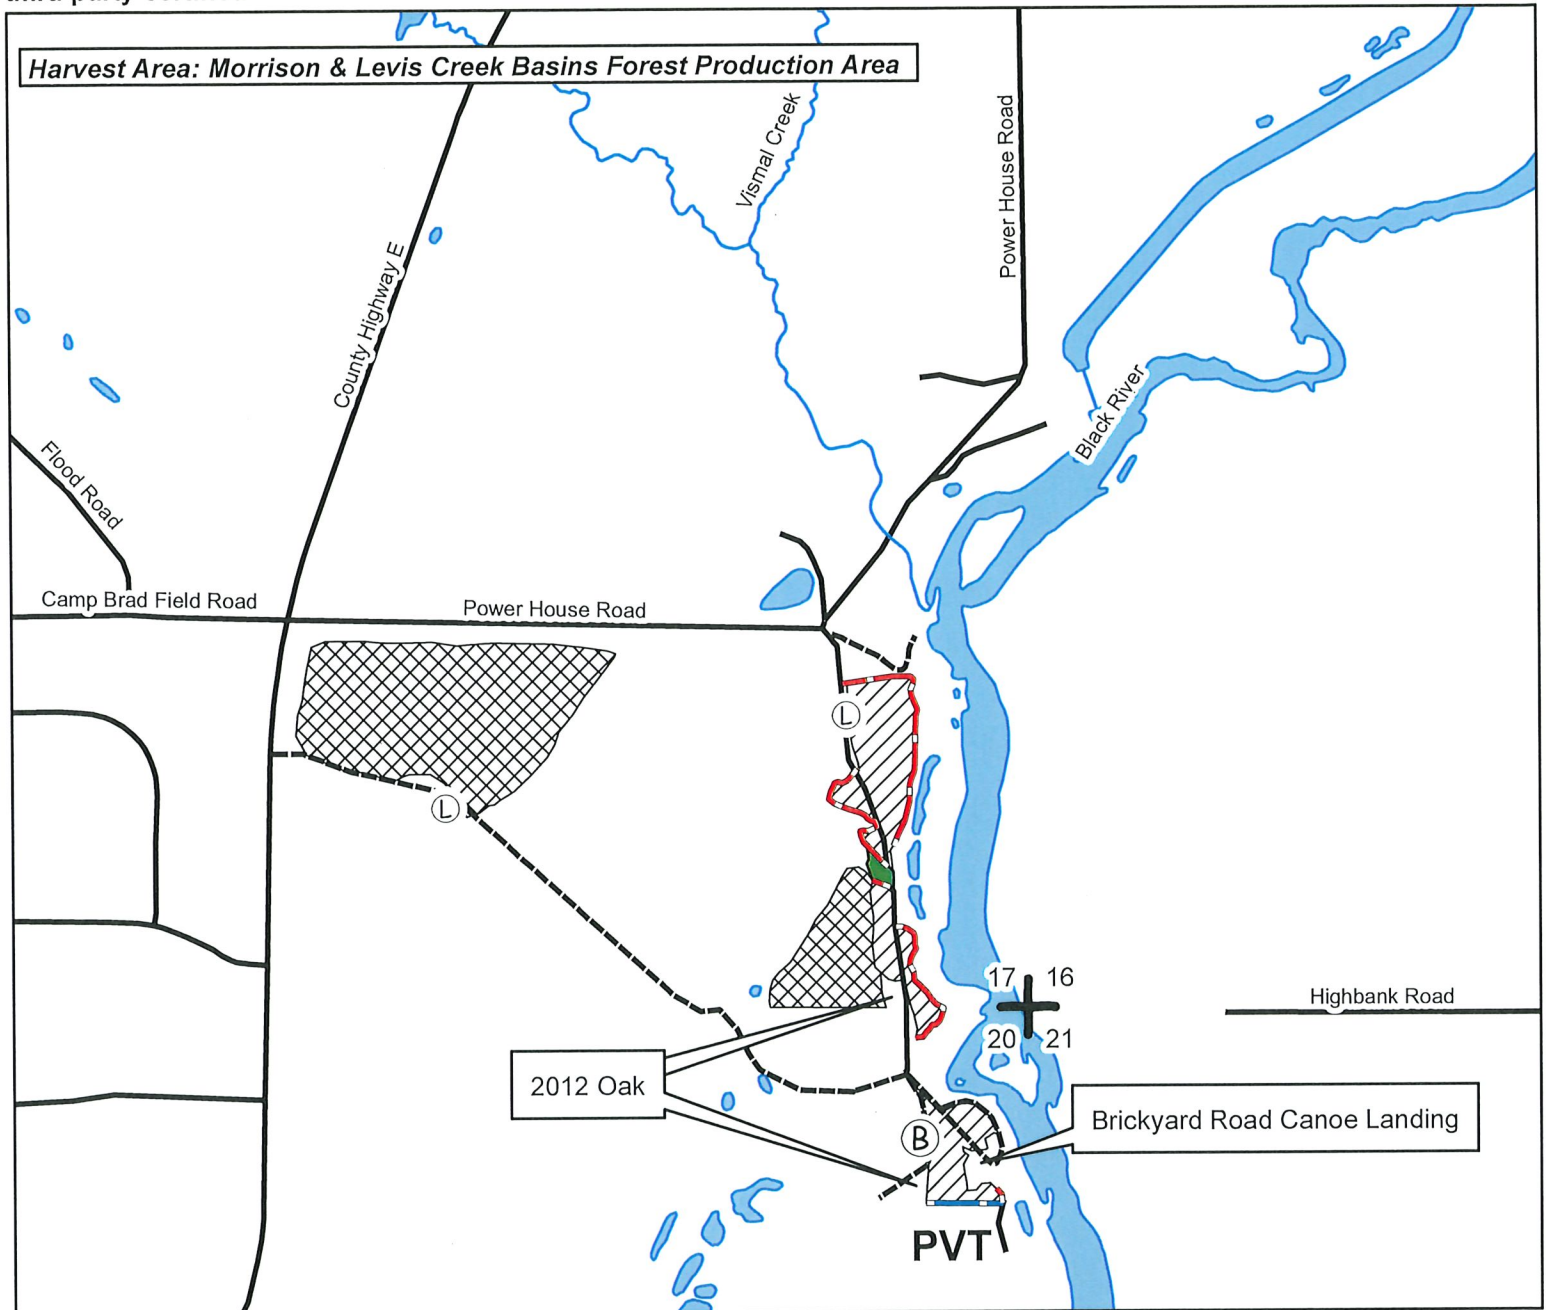 Harvest Area: Morrison & Levis Creek Basins Forest Production Area
Vismal Creek
Power House Road
County Highway E
Black River
Flood Road
Camp Brad Field Road
Power House Road
L
L
17 16
20 21
Highbank Road
2012 Oak
Brickyard Road Canoe Landing
B
PVT